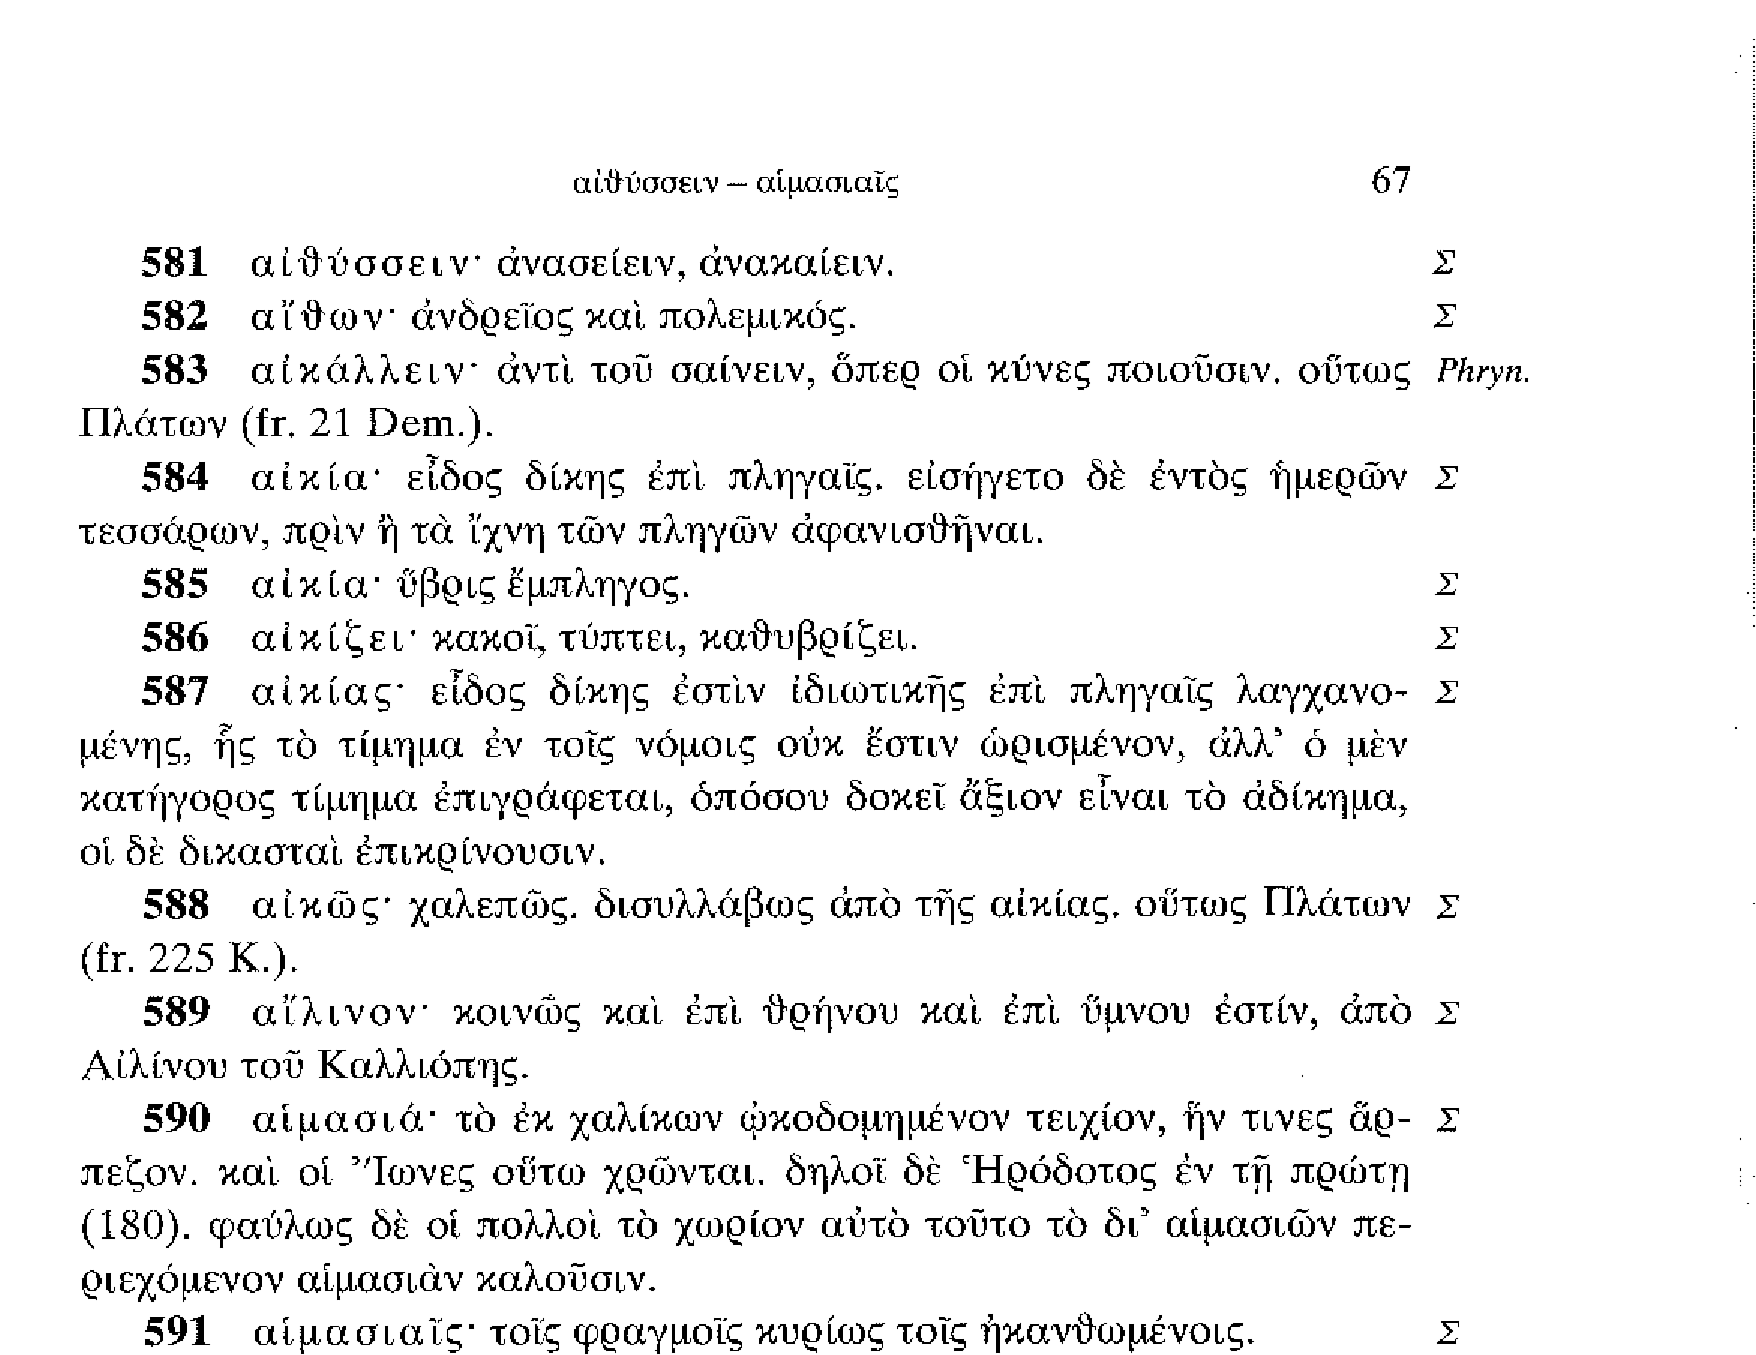 αἰθύσσειν – αἱμασιαῖς 67
581 αἰθύσσειν· ἀνασείειν, ἀνακαίειν. Σ
582 αἴθων· ἀνδρεῖος καὶ πολεμικός. Σ
583 αἰκάλλειν· ἀντὶ τοῦ σαίνειν, ὅπερ οἱ κύνες ποιοῦσιν. οὕτως Phryn.
Πλάτων (fr. 21 Dem.).
584 αἰκία· εἶδος δίκης ἐπὶ πληγαῖς. εἰσήγετο δὲ ἐντὸς ἡμερῶν Σ
τεσσάρων, πρὶν ἢ τὰ ἴχνη τῶν πληγῶν ἀφανισθῆναι.
585 αἰκία· ὕβρις ἔμπληγος. Σ
586 αἰκίζει· κακοῖ, τύπτει, καθυβρίζει. Σ
587 αἰκίας· εἶδος δίκης ἐστὶν ἰδιωτικῆς ἐπὶ πληγαῖς λαγχανο- Σ
μένης, ἧς τὸ τίμημα ἐν τοῖς νόμοις οὐκ ἔστιν ὡρισμένον, ἀλλ’ ὁ μὲν
κατήγορος τίμημα ἐπιγράφεται, ὁπόσου δοκεῖ ἄξιον εἶναι τὸ ἀδίκημα,
οἱ δὲ δικασταὶ ἐπικρίνουσιν.
588 αἰκῶς· χαλεπῶς. δισυλλάβως ἀπὸ τῆς αἰκίας. οὕτως Πλάτων Σ
(fr. 225 K.).
589 αἴλινον· κοινῶς καὶ ἐπὶ θρήνου καὶ ἐπὶ ὕμνου ἐστίν, ἀπὸ Σ
Αἰλίνου τοῦ Καλλιόπης.
590 αἱμασιά· τὸ ἐκ χαλίκων ᾠκοδομημένον τειχίον, ἥν τινες ἅρ- Σ
πεζον. καὶ οἱ Ἴωνες οὕτω χρῶνται. δηλοῖ δὲ Ἡρόδοτος ἐν τῇ πρώτῃ
(180). φαύλως δὲ οἱ πολλοὶ τὸ χωρίον αὐτὸ τοῦτο τὸ δι’ αἱμασιῶν πε-
ριεχόμενον αἱμασιὰν καλοῦσιν.
591 αἱμασιαῖς· τοῖς φραγμοῖς κυρίως τοῖς ἠκανθωμένοις. Σ